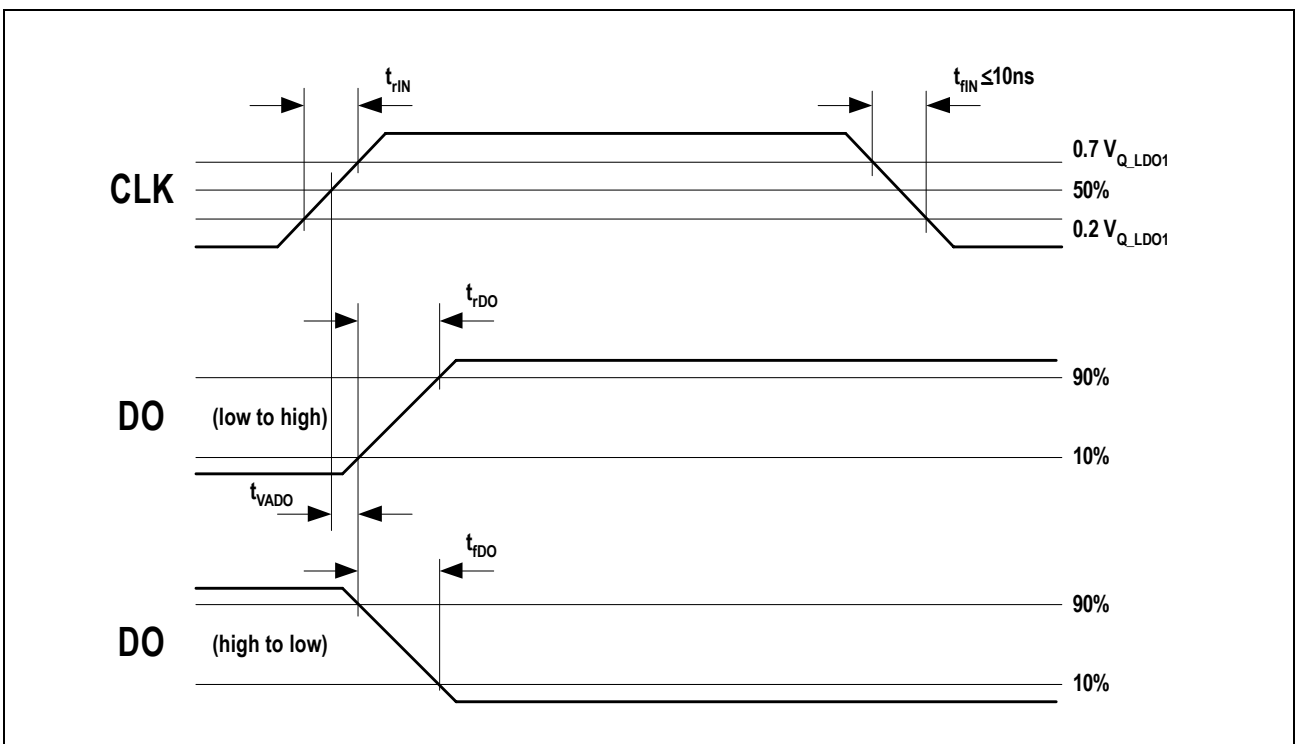 t_rIN
t_fIN ≤10ns
0.7 V_Q_LDO1
CLK
50%
0.2 V_Q_LDO1
t_rDO
90%
DO (low to high)
10%
t_VADO
t_fDO
90%
DO (high to low)
10%